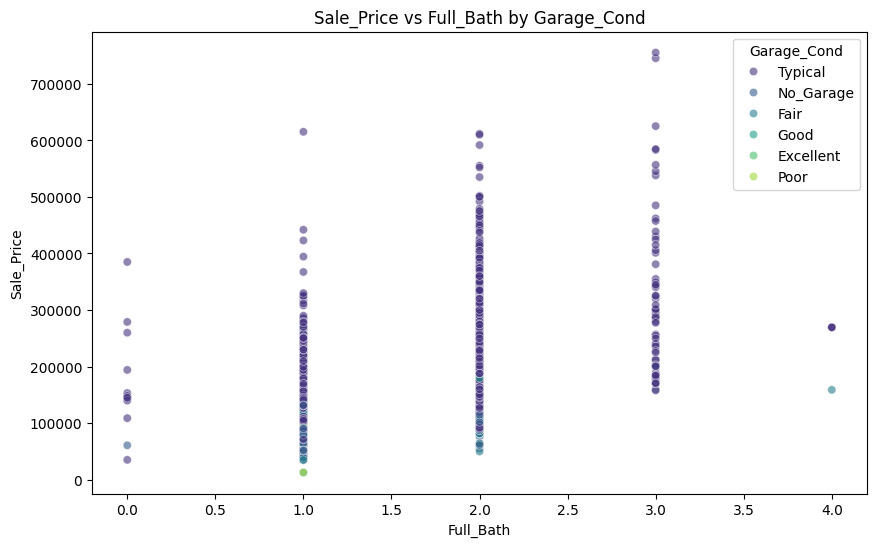 Sale_Price vs Full_Bath by Garage_Cond
Garage_Cond
Typical
No_Garage
Fair
Good
Excellent
Poor
700000
600000
500000
400000
300000
200000
100000
0
Sale_Price
0.0 0.5 1.0 1.5 2.0 2.5 3.0 3.5 4.0
Full_Bath